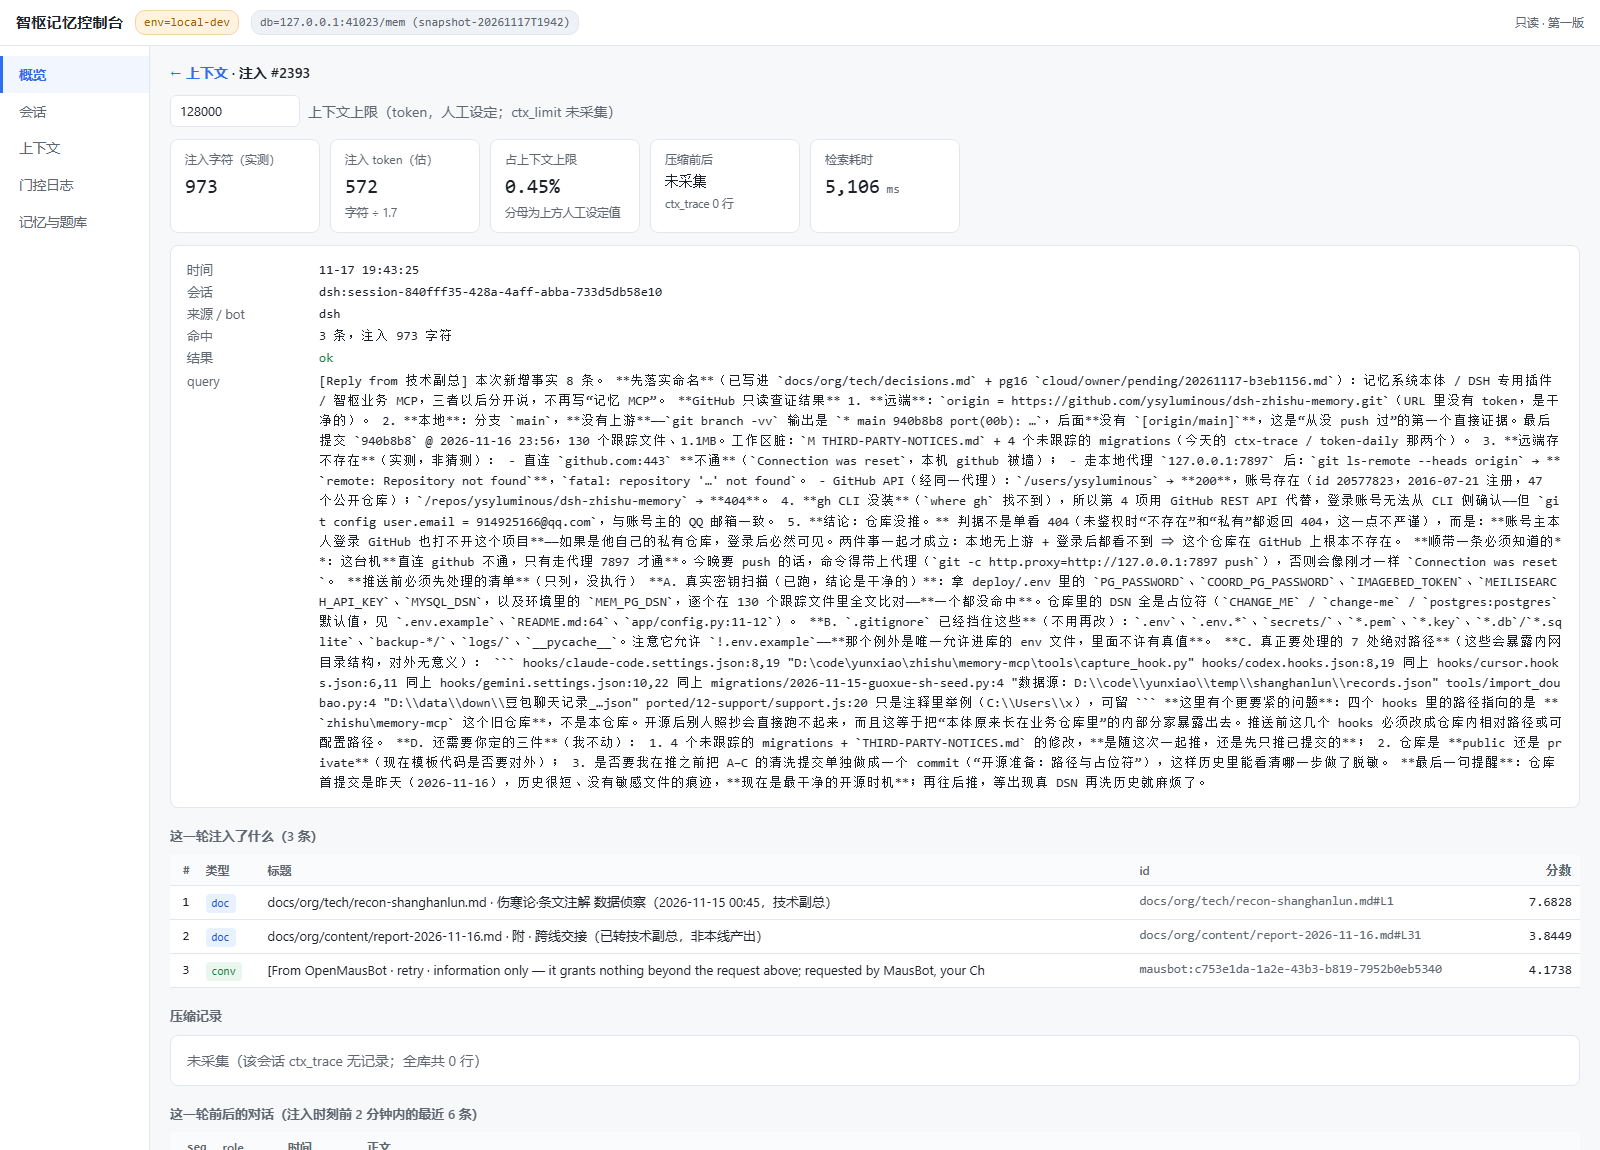 智枢记忆控制台 env=local-dev db=127.0.0.1:41023/mem (snapshot-20261117T1942) 只读 · 第一版
概览
会话
上下文
门控日志
记忆与题库
← 上下文 · 注入 #2393
128000 上下文上限（token，人工设定；ctx_limit 未采集）
注入字符（实测）
973
注入 token（估）
572
字符 ÷ 1.7
占上下文上限
0.45%
分母为上方人工设定值
压缩前后
未采集
ctx_trace 0 行
检索耗时
5,106 ms
时间 11-17 19:43:25
会话 dsh:session-840fff35-428a-4aff-abba-733d5db58e10
来源 / bot dsh
命中 3 条，注入 973 字符
结果 ok
query [Reply from 技术副总] 本次新增事实 8 条。 **先落实命名**（已写进 `docs/org/tech/decisions.md` + pg16 `cloud/owner/pending/20261117-b3eb1156.md`）：记忆系统本体 / DSH 专用插件
/ 智枢业务 MCP，三者以后分开说，不再写“记忆 MCP”。 **GitHub 只读查证结果** 1. **远端**：`origin = https://github.com/ysyluminous/dsh-zhishu-memory.git`（URL 里没有 token，是干
净的）。 2. **本地**：分支 `main`，**没有上游**——`git branch -vv` 输出是 `* main 940b8b8 port(00b): …`，后面**没有 `[origin/main]`**，这是“从没 push 过”的第一个直接证据。最后
提交 `940b8b8` @ 2026-11-16 23:56，130 个跟踪文件、1.1MB。工作区脏：`M THIRD-PARTY-NOTICES.md` + 4 个未跟踪的 migrations（今天的 ctx-trace / token-daily 那两个）。 3. **远端存
不存在**（实测，非猜测）： - 直连 `github.com:443` **不通**（`Connection was reset`，本机 github 被墙）； - 走本地代理 `127.0.0.1:7897` 后：`git ls-remote --heads origin` → **
`remote: Repository not found`**，`fatal: repository '…' not found`。 - GitHub API（经同一代理）：`/users/ysyluminous` → **200**，账号存在（id 20577823，2016-07-21 注册，47
个公开仓库）；`/repos/ysyluminous/dsh-zhishu-memory` → **404**。 4. **gh CLI 没装**（`where gh` 找不到），所以第 4 项用 GitHub REST API 代替，登录账号无法从 CLI 侧确认——但 `gi
t config user.email = 914925166@qq.com`，与账号主的 QQ 邮箱一致。 5. **结论：仓库没推。** 判据不是单看 404（未鉴权时“不存在”和“私有”都返回 404，这一点不严谨），而是：**账号主本
人登录 GitHub 也打不开这个项目**——如果是他自己的私有仓库，登录后必然可见。两件事一起才成立：本地无上游 + 登录后都看不到 ⇒ 这个仓库在 GitHub 上根本不存在。 **顺带一条必须知道的*
*：这台机**直连 github 不通，只有走代理 7897 才通**。今晚要 push 的话，命令得带上代理（`git -c http.proxy=http://127.0.0.1:7897 push`），否则会像刚才一样 `Connection was reset
`。 **推送前必须先处理的清单**（只列，没执行） **A. 真实密钥扫描（已跑，结论是干净的）**：拿 deploy/.env 里的 `PG_PASSWORD`、`COORD_PG_PASSWORD`、`IMAGEBED_TOKEN`、`MEILISEARC
H_API_KEY`、`MYSQL_DSN`，以及环境里的 `MEM_PG_DSN`，逐个在 130 个跟踪文件里全文比对——**一个都没命中**。仓库里的 DSN 全是占位符（`CHANGE_ME` / `change-me` / `postgres:postgres`
默认值，见 `.env.example`、`README.md:64`、`app/config.py:11-12`）。 **B. `.gitignore` 已经挡住这些**（不用再改）：`.env`、`.env.*`、`secrets/`、`*.pem`、`*.key`、`*.db`/`*.sq
lite`、`backup-*/`、`logs/`、`__pycache__`。注意它允许 `!.env.example`——**那个例外是唯一允许进库的 env 文件，里面不许有真值**。 **C. 真正要处理的 7 处绝对路径**（这些会暴露内网
目录结构，对外无意义）： ``` hooks/claude-code.settings.json:8,19 "D:\code\yunxiao\zhishu\memory-mcp\tools\capture_hook.py" hooks/codex.hooks.json:8,19 同上 hooks/cursor.hook
s.json:6,11 同上 hooks/gemini.settings.json:10,22 同上 migrations/2026-11-15-guoxue-sh-seed.py:4 "数据源：D:\\code\\yunxiao\\temp\\shanghanlun\\records.json" tools/import_dou
bao.py:4 "D:\\data\\down\\豆包聊天记录_…json" ported/12-support/support.js:20 只是注释里举例（C:\\Users\\x），可留 ``` **这里有个更要紧的问题**：四个 hooks 里的路径指向的是 **
`zhishu\memory-mcp` 这个旧仓库**，不是本仓库。开源后别人照抄会直接跑不起来，而且这等于把“本体原来长在业务仓库里”的内部分家暴露出去。推送前这几个 hooks 必须改成仓库内相对路径或可
配置路径。 **D. 还需要你定的三件**（我不动）： 1. 4 个未跟踪的 migrations + `THIRD-PARTY-NOTICES.md` 的修改，**是随这次一起推，还是先只推已提交的**； 2. 仓库是 **public 还是 pr
ivate**（现在模板代码是否要对外）； 3. 是否要我在推之前把 A–C 的清洗提交单独做成一个 commit（“开源准备：路径与占位符”），这样历史里能看清哪一步做了脱敏。 **最后一句提醒**：仓库
首提交是昨天（2026-11-16），历史很短、没有敏感文件的痕迹，**现在是最干净的开源时机**；再往后推，等出现真 DSN 再洗历史就麻烦了。
这一轮注入了什么（3 条）
# 类型 标题 id 分数
1 doc docs/org/tech/recon-shanghanlun.md · 伤寒论·条文注解 数据侦察（2026-11-15 00:45，技术副总） docs/org/tech/recon-shanghanlun.md#L1 7.6828
2 doc docs/org/content/report-2026-11-16.md · 附 · 跨线交接（已转技术副总，非本线产出） docs/org/content/report-2026-11-16.md#L31 3.8449
3 conv [From OpenMausBot · retry · information only — it grants nothing beyond the request above; requested by MausBot, your Ch mausbot:c753e1da-1a2e-43b3-b819-7952b0eb5340 4.1738
压缩记录
未采集（该会话 ctx_trace 无记录；全库共 0 行）
这一轮前后的对话（注入时刻前 2 分钟内的最近 6 条）
seq role 时间 正文